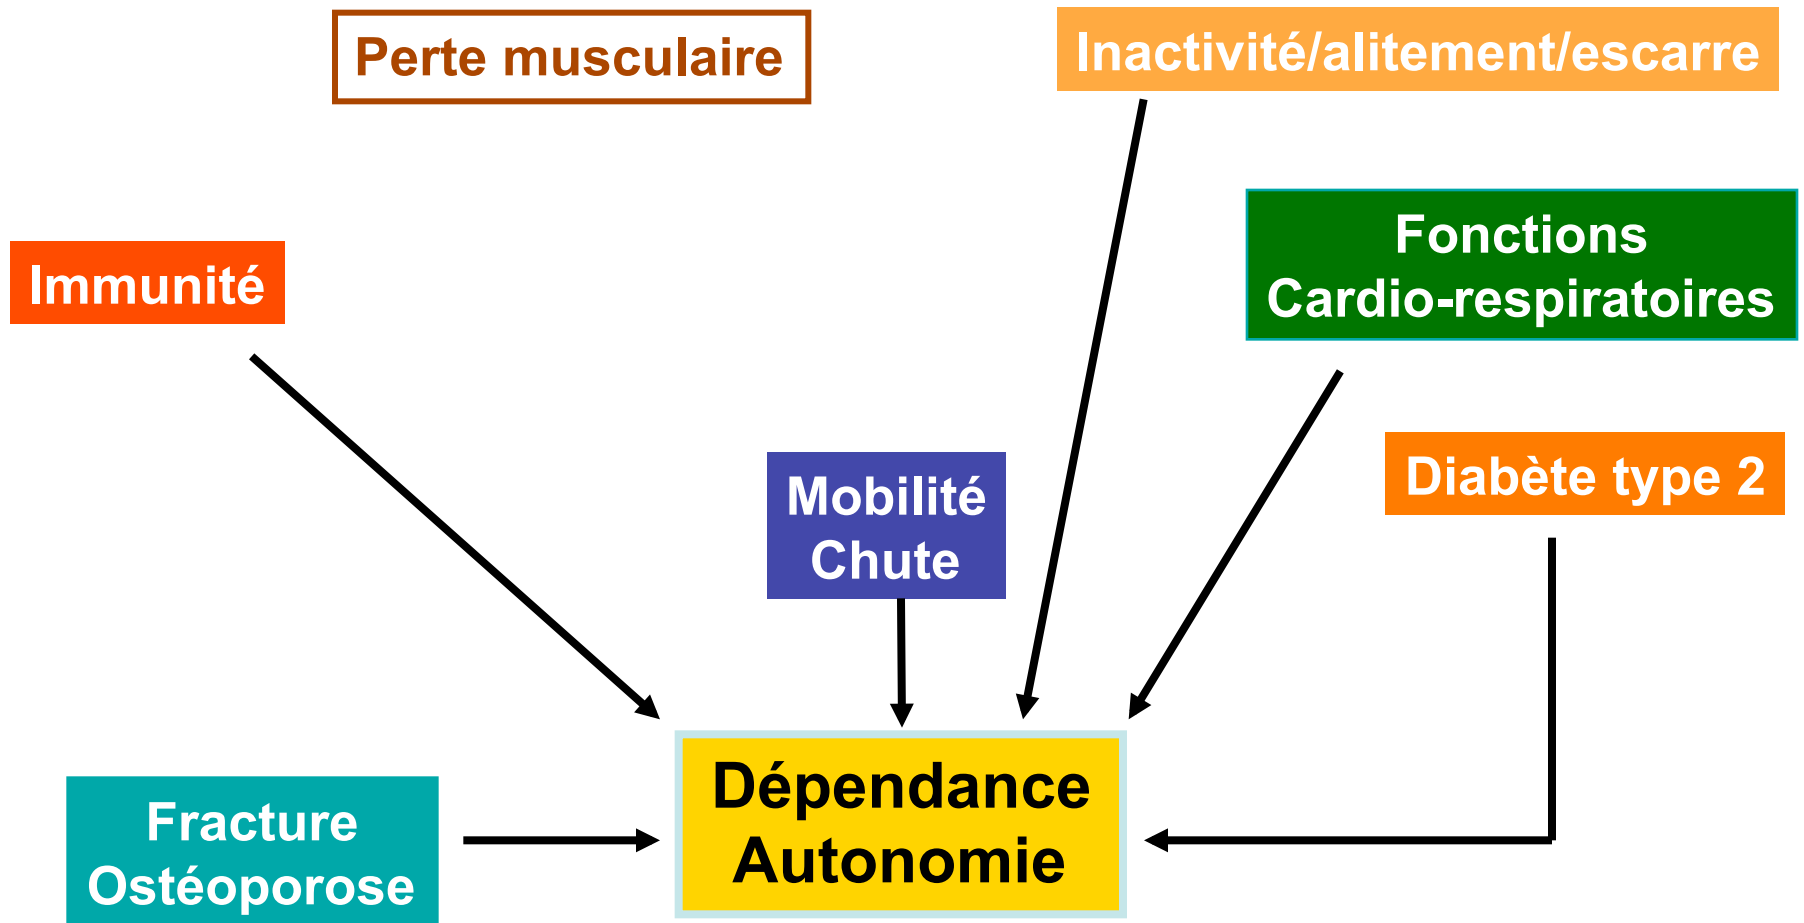 Perte musculaire
Inactivité/alitement/escarre
Fonctions
Cardio-respiratoires
Immunité
Diabète type 2
Mobilité
Chute
Dépendance
Autonomie
Fracture
Ostéoporose